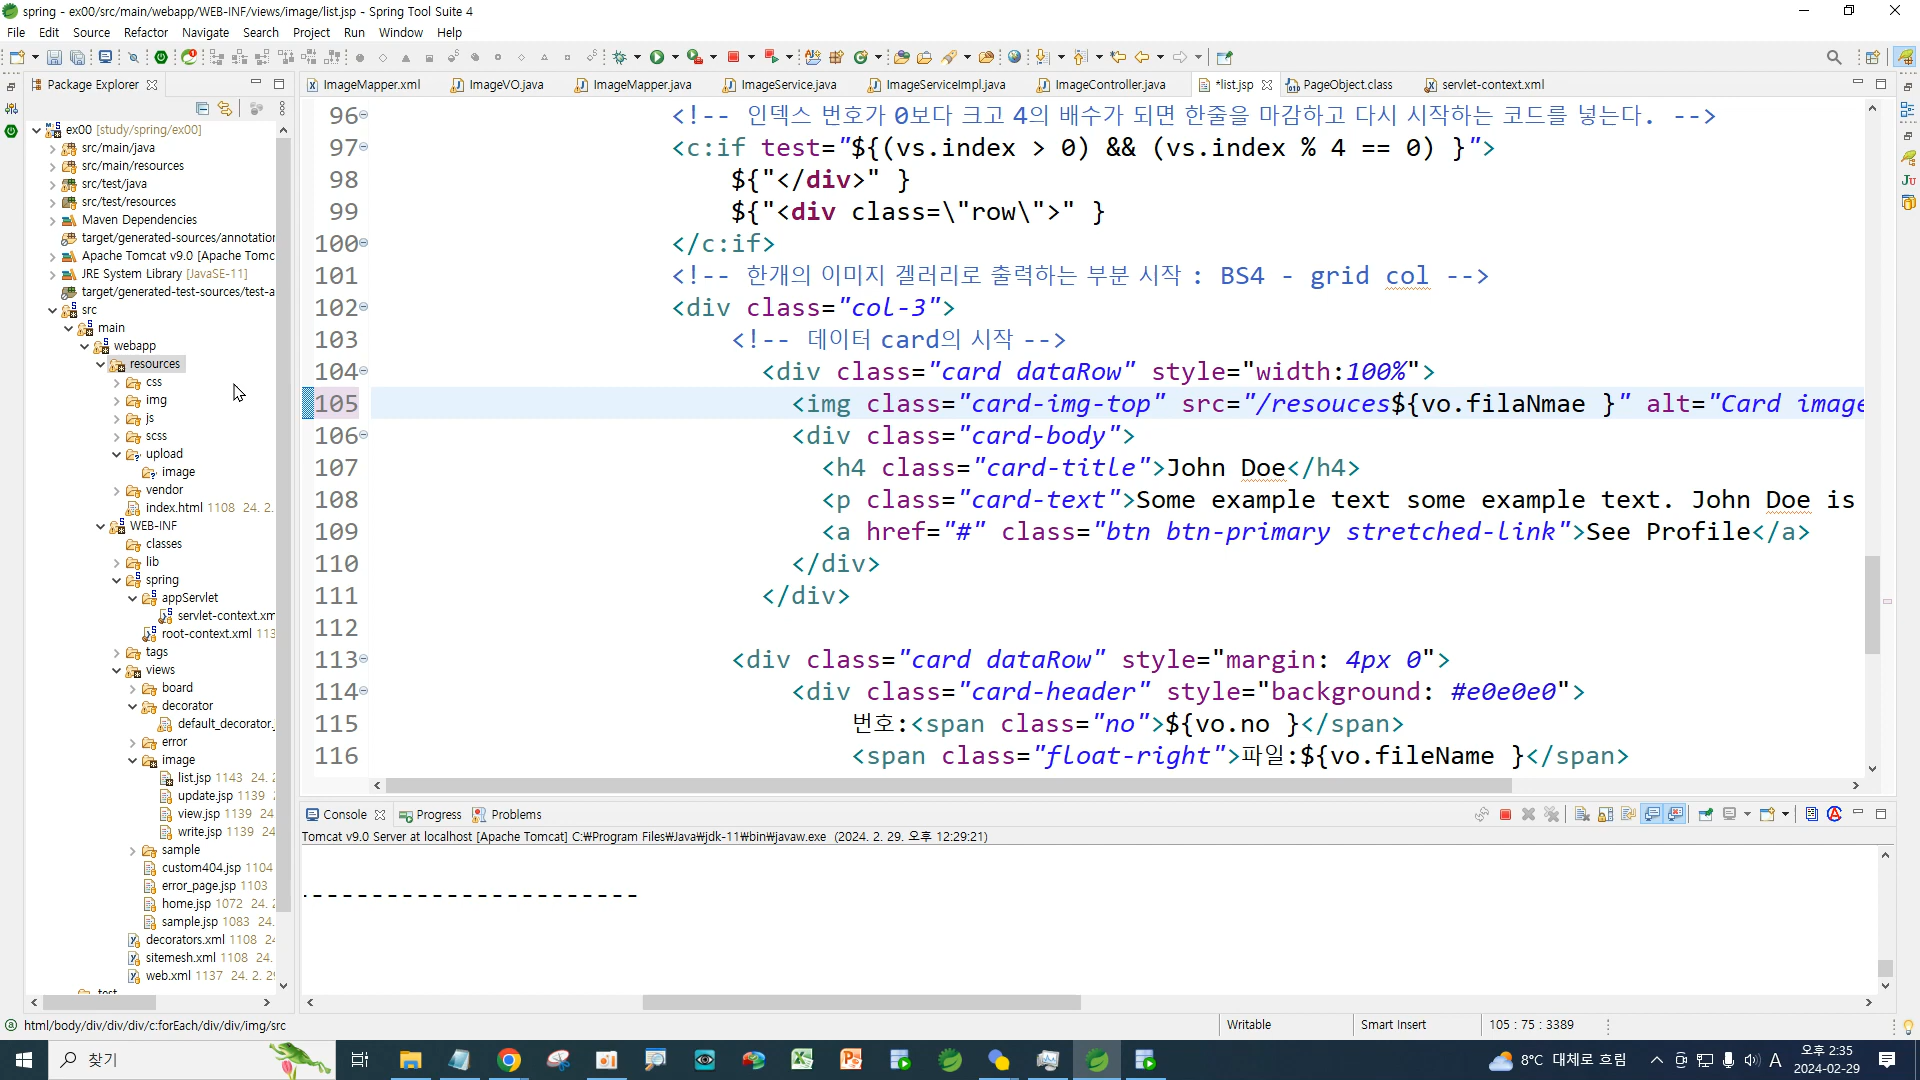 spring - ex00/src/main/webapp/WEB-INF/views/image/list.jsp - Spring Tool Suite 4
File Edit Source Refactor Navigate Search Project Run Window Help
Package Explorer
ImageMapper.xml ImageVO.java ImageMapper.java ImageService.java ImageServiceImpl.java ImageController.java *list.jsp PageObject.class servlet-context.xml
ex00 [study/spring/ex00]
src/main/java
src/main/resources
src/test/java
src/test/resources
Maven Dependencies
target/generated-sources/annotation
Apache Tomcat v9.0 [Apache Tomc
JRE System Library [JavaSE-11]
target/generated-test-sources/test-a
src
main
webapp
resources
css
img
js
scss
upload
image
vendor
index.html 1108 24. 2.
WEB-INF
classes
lib
spring
appServlet
servlet-context.xm
root-context.xml 113
tags
views
board
decorator
default_decorator.
error
image
list.jsp 1143 24. 2
update.jsp 1139
view.jsp 1139 24
write.jsp 1139 24
sample
custom404.jsp 1104
error_page.jsp 1103
home.jsp 1072 24. 2
sample.jsp 1083 24.
decorators.xml 1108 24
sitemesh.xml 1108 24.
web.xml 1137 24. 2. 29
test
96 <!-- 인덱스 번호가 0보다 크고 4의 배수가 되면 한줄을 마감하고 다시 시작하는 코드를 넣는다. -->
97 <c:if test="${(vs.index > 0) && (vs.index % 4 == 0) }">
98 ${"</div>" }
99 ${"<div class=\"row\">" }
100 </c:if>
101 <!-- 한개의 이미지 겔러리로 출력하는 부분 시작 : BS4 - grid col -->
102 <div class="col-3">
103 <!-- 데이터 card의 시작 -->
104 <div class="card dataRow" style="width:100%">
105 <img class="card-img-top" src="/resouces${vo.filaNmae }" alt="Card image
106 <div class="card-body">
107 <h4 class="card-title">John Doe</h4>
108 <p class="card-text">Some example text some example text. John Doe is
109 <a href="#" class="btn btn-primary stretched-link">See Profile</a>
110 </div>
111 </div>
112
113 <div class="card dataRow" style="margin: 4px 0">
114 <div class="card-header" style="background: #e0e0e0">
115 번호:<span class="no">${vo.no }</span>
116 <span class="float-right">파일:${vo.fileName }</span>
Console Progress Problems
Tomcat v9.0 Server at localhost [Apache Tomcat] C:₩Program Files₩Java₩jdk-11₩bin₩javaw.exe (2024. 2. 29. 오후 12:29:21)
-----------------------
html/body/div/div/div/c:forEach/div/div/img/src Writable Smart Insert 105 : 75 : 3389
찾기 8°C 대체로 흐림 A 오후 2:35
2024-02-29